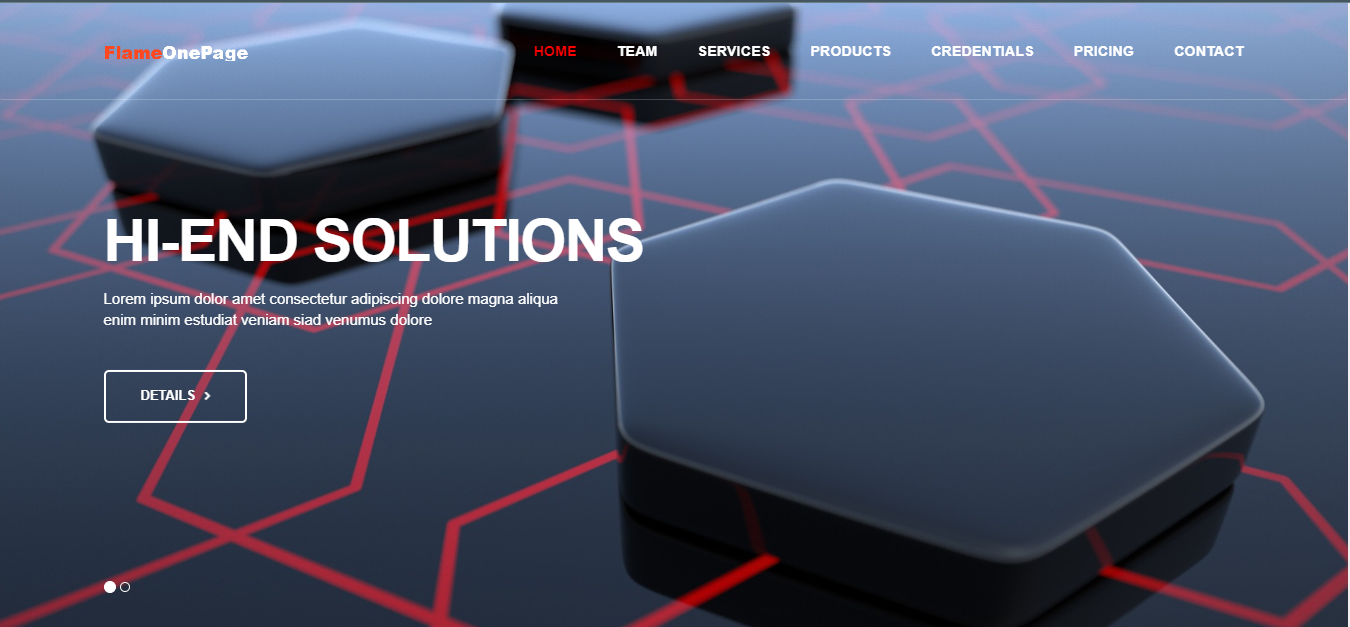 FlameOnePage
HOME TEAM SERVICES PRODUCTS CREDENTIALS PRICING CONTACT
HI-END SOLUTIONS
Lorem ipsum dolor amet consectetur adipiscing dolore magna aliqua
enim minim estudiat veniam siad venumus dolore
DETAILS >